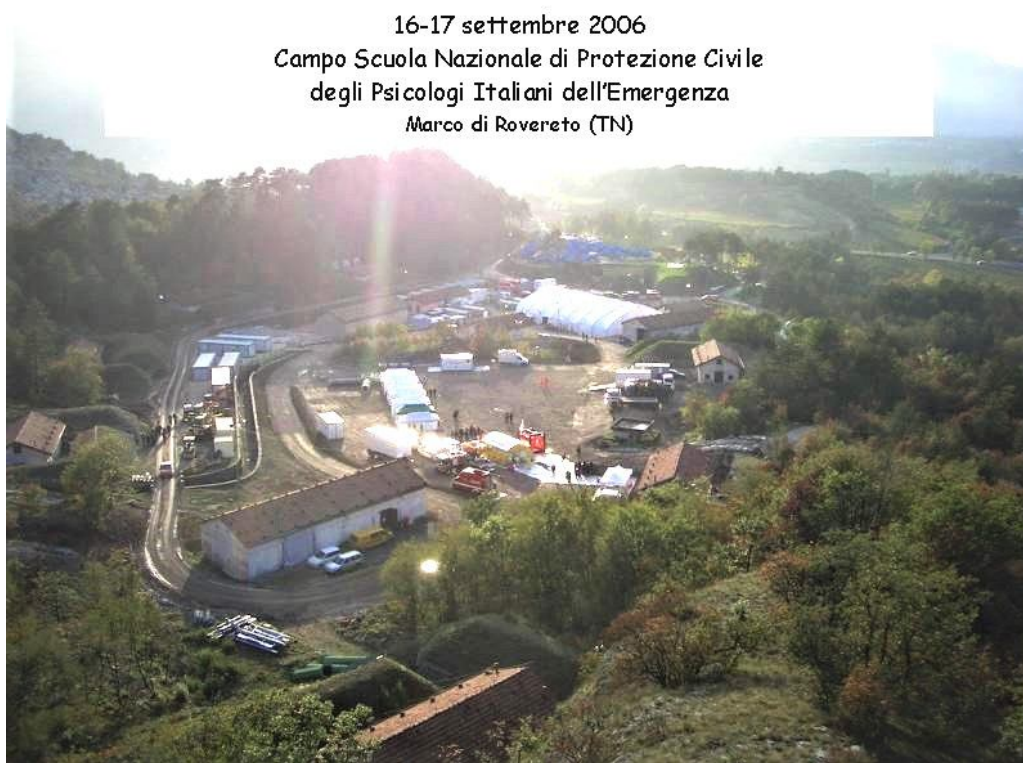 16-17 settembre 2006
Campo Scuola Nazionale di Protezione Civile
degli Psicologi Italiani dell'Emergenza
Marco di Rovereto (TN)